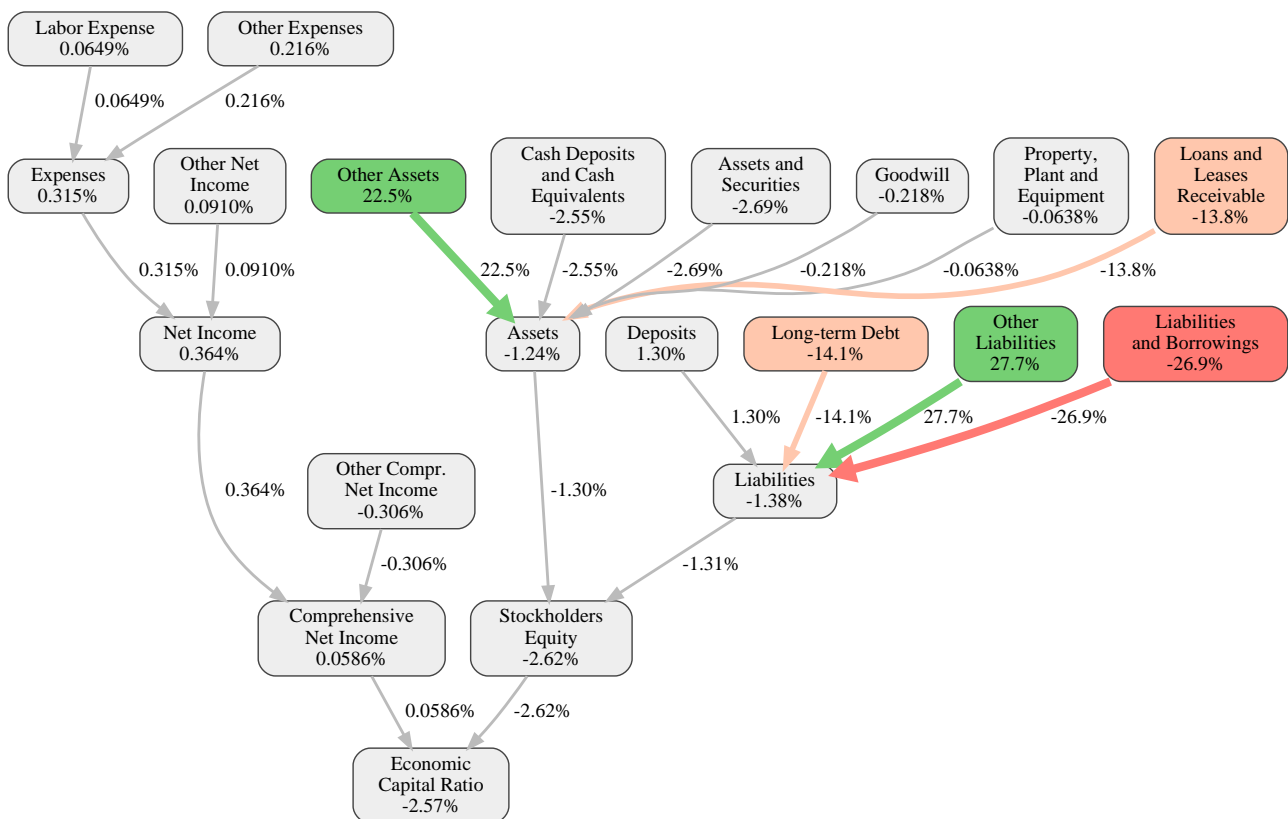 Labor Expense
0.0649%
Other Expenses
0.216%
0.0649%
0.216%
Expenses
0.315%
Other Net
Income
0.0910%
Other Assets
22.5%
Cash Deposits
and Cash
Equivalents
-2.55%
Assets and
Securities
-2.69%
Goodwill
-0.218%
Property,
Plant and
Equipment
-0.0638%
Loans and
Leases
Receivable
-13.8%
0.315%
0.0910%
22.5%
-2.55%
-2.69%
-0.218%
-0.0638%
-13.8%
Net Income
0.364%
Assets
-1.24%
Deposits
1.30%
Long-term Debt
-14.1%
Other
Liabilities
27.7%
Liabilities
and Borrowings
-26.9%
1.30%
-14.1%
27.7%
-26.9%
Other Compr.
Net Income
-0.306%
0.364%
-1.30%
Liabilities
-1.38%
-0.306%
-1.31%
Comprehensive
Net Income
0.0586%
Stockholders
Equity
-2.62%
0.0586%
-2.62%
Economic
Capital Ratio
-2.57%